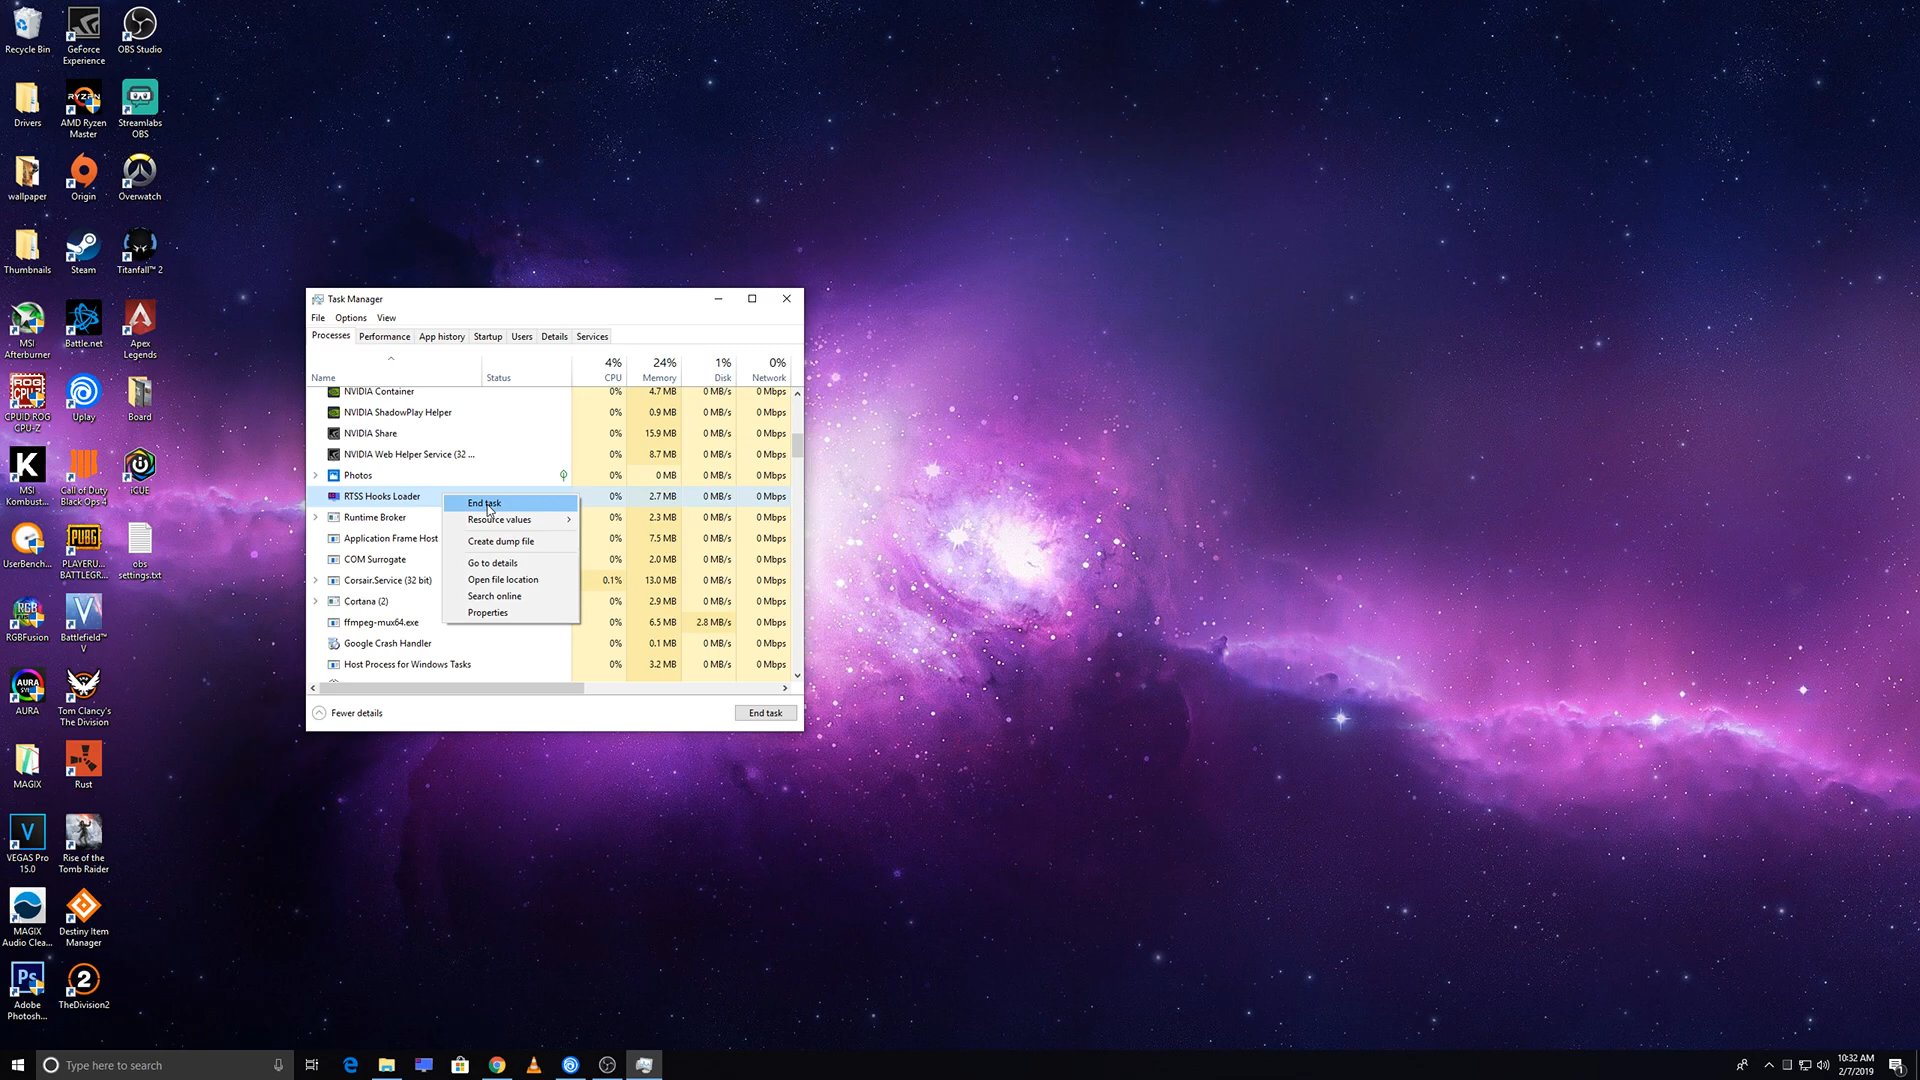 Recycle Bin
GeForce
Experience
OBS Studio
Drivers
RYZEN
AMD Ryzen
Master
Streamlabs
OBS
wallpaper
Origin
Overwatch
Thumbnails
Steam
Titanfall™ 2
MSI
Afterburner
Battle.net
Apex
Legends
ROG
CPU-Z
CPUID ROG
CPU-Z
Uplay
Board
K
MSI
Kombust...
Call of Duty
Black Ops 4
iCUE
UserBench...
PUBG
PLAYERU...
BATTLEGR...
obs
settings.txt
RGB
RGBFusion
V
Battlefield™
V
AURA
AURA
Tom Clancy's
The Division
MAGIX
Rust
V
VEGAS Pro
15.0
Rise of the
Tomb Raider
MAGIX
Audio Clea...
Destiny Item
Manager
Ps
Adobe
Photosh...
2
TheDivision2
Task Manager
File Options View
Processes Performance App history Startup Users Details Services
4% 24% 1% 0%
Name Status CPU Memory Disk Network
NVIDIA Container 0% 4.7 MB 0 MB/s 0 Mbps
NVIDIA ShadowPlay Helper 0% 0.9 MB 0 MB/s 0 Mbps
NVIDIA Share 0% 15.9 MB 0 MB/s 0 Mbps
NVIDIA Web Helper Service (32 ... 0% 8.7 MB 0 MB/s 0 Mbps
Photos 0% 0 MB 0 MB/s 0 Mbps
RTSS Hooks Loader 0% 2.7 MB 0 MB/s 0 Mbps
Runtime Broker 0% 2.3 MB 0 MB/s 0 Mbps
Application Frame Host 0% 7.5 MB 0 MB/s 0 Mbps
COM Surrogate 0% 2.0 MB 0 MB/s 0 Mbps
Corsair.Service (32 bit) 0.1% 13.0 MB 0 MB/s 0 Mbps
Cortana (2) 0% 2.9 MB 0 MB/s 0 Mbps
ffmpeg-mux64.exe 0% 6.5 MB 2.8 MB/s 0 Mbps
Google Crash Handler 0% 0.1 MB 0 MB/s 0 Mbps
Host Process for Windows Tasks 0% 3.2 MB 0 MB/s 0 Mbps
End task
Resource values
Create dump file
Go to details
Open file location
Search online
Properties
Fewer details
End task
Type here to search
10:32 AM
2/7/2019
1